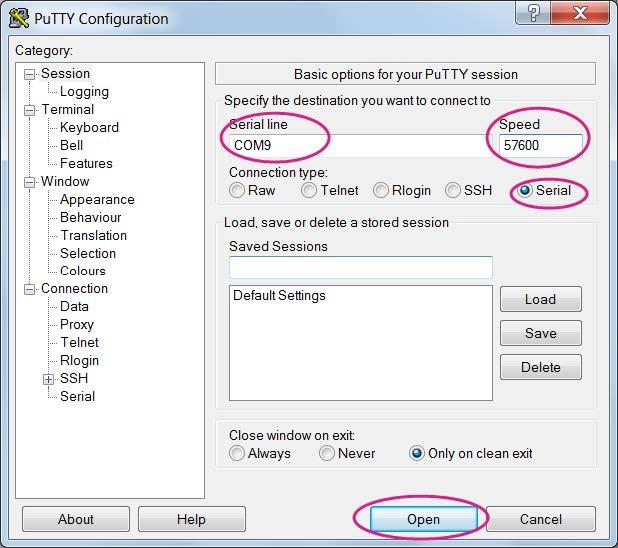 PuTTY Configuration
?
Category:
Session
Logging
Terminal
Keyboard
Bell
Features
Window
Appearance
Behaviour
Translation
Selection
Colours
Connection
Data
Proxy
Telnet
Rlogin
SSH
Serial
Basic options for your PuTTY session
Specify the destination you want to connect to
Serial line Speed
COM9 57600
Connection type:
Raw Telnet Rlogin SSH Serial
Load, save or delete a stored session
Saved Sessions
Default Settings
Load
Save
Delete
Close window on exit:
Always Never Only on clean exit
About Help Open Cancel